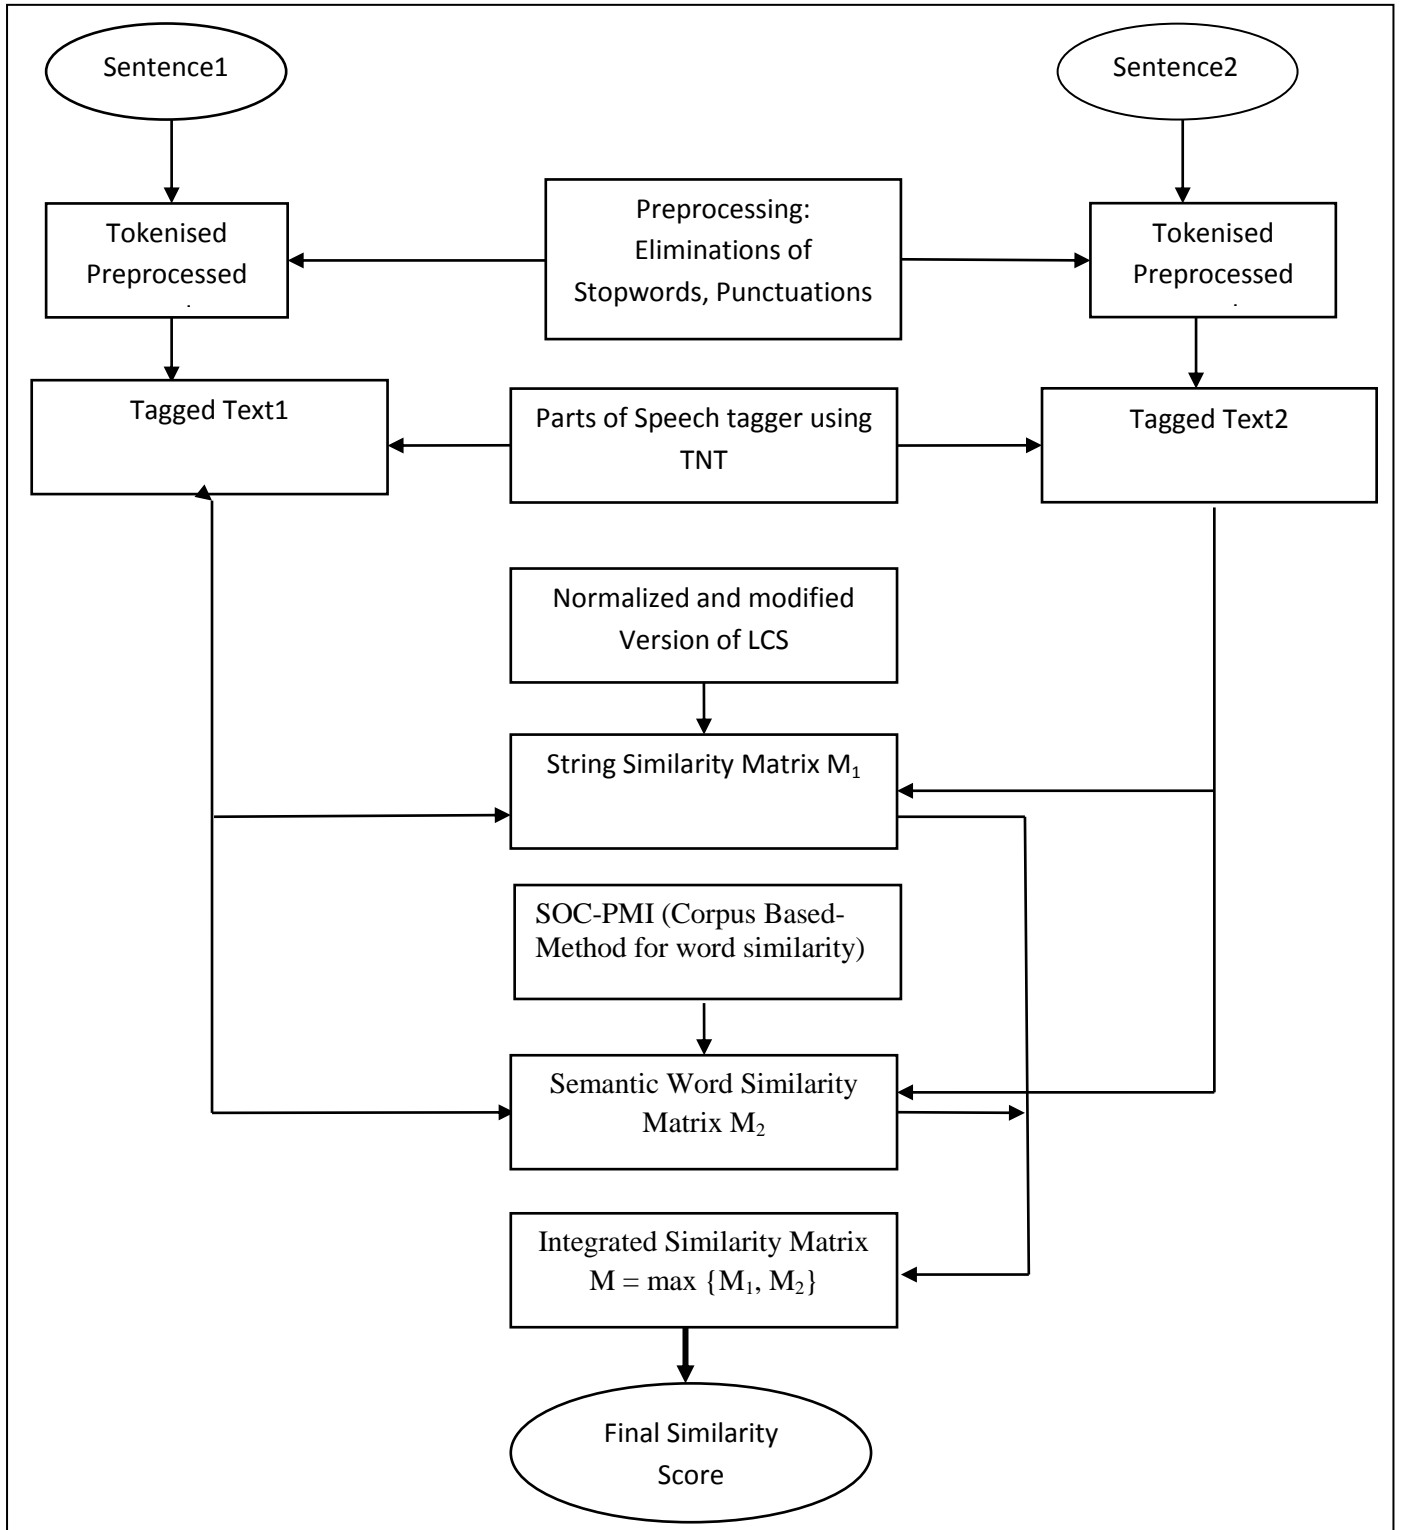 Sentence1
Sentence2
Tokenised
Preprocessed
Preprocessing:
Eliminations of
Stopwords, Punctuations
Tokenised
Preprocessed
Tagged Text1
Parts of Speech tagger using
TNT
Tagged Text2
Normalized and modified
Version of LCS
String Similarity Matrix M₁
SOC-PMI (Corpus Based-
Method for word similarity)
Semantic Word Similarity
Matrix M₂
Integrated Similarity Matrix
M = max {M₁, M₂}
Final Similarity
Score